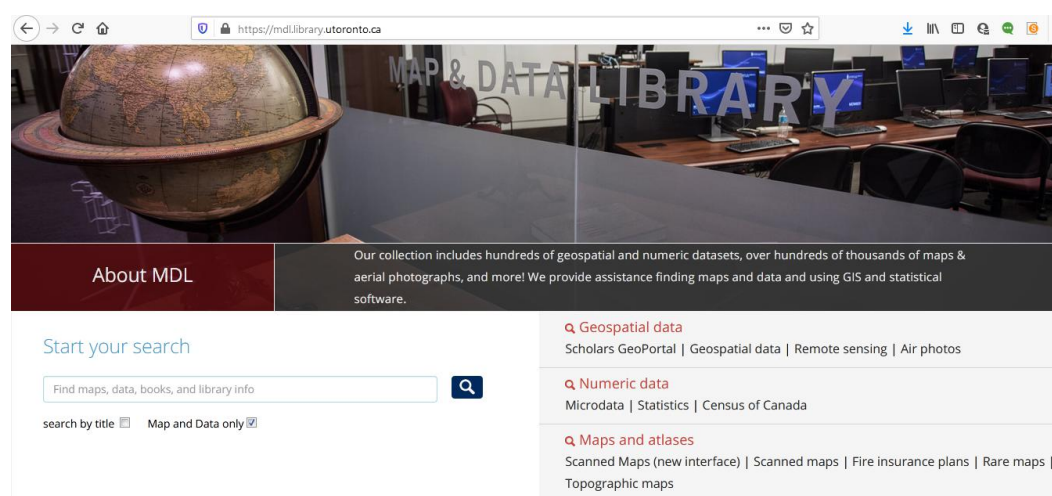 https://mdl.library.utoronto.ca
MAP & DATA LIBRARY
About MDL
Our collection includes hundreds of geospatial and numeric datasets, over hundreds of thousands of maps &
aerial photographs, and more! We provide assistance finding maps and data and using GIS and statistical
software.
Start your search
Find maps, data, books, and library info
search by title Map and Data only
Geospatial data
Scholars GeoPortal | Geospatial data | Remote sensing | Air photos
Numeric data
Microdata | Statistics | Census of Canada
Maps and atlases
Scanned Maps (new interface) | Scanned maps | Fire insurance plans | Rare maps |
Topographic maps